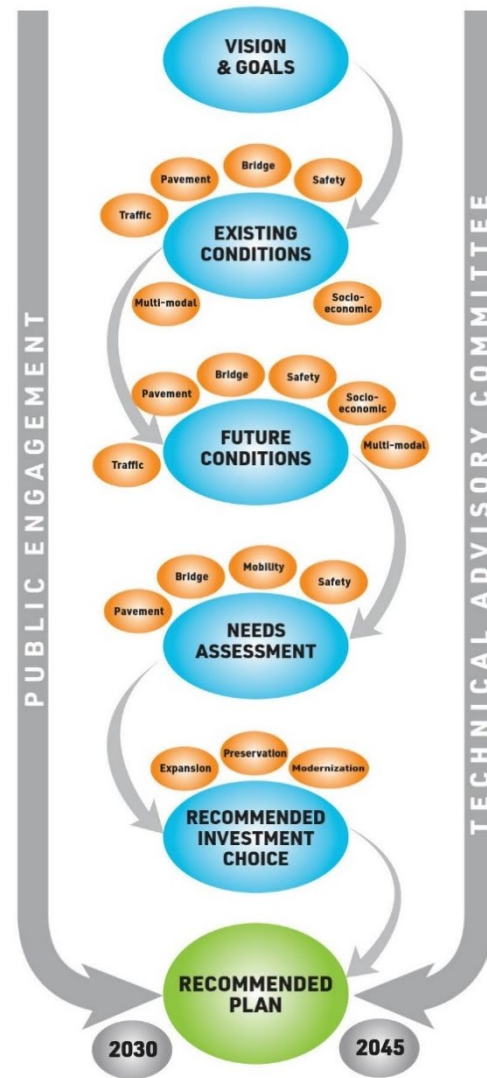 PUBLIC ENGAGEMENT
TECHNICAL ADVISORY COMMITTEE
VISION
& GOALS
Bridge
Pavement
Safety
Traffic
EXISTING
CONDITIONS
Multi-modal
Socio-
economic
Bridge
Safety
Pavement
Socio-
economic
Multi-modal
Traffic
FUTURE
CONDITIONS
Mobility
Bridge
Safety
Pavement
NEEDS
ASSESSMENT
Preservation
Expansion
Modernization
RECOMMENDED
INVESTMENT
CHOICE
RECOMMENDED
PLAN
2030
2045